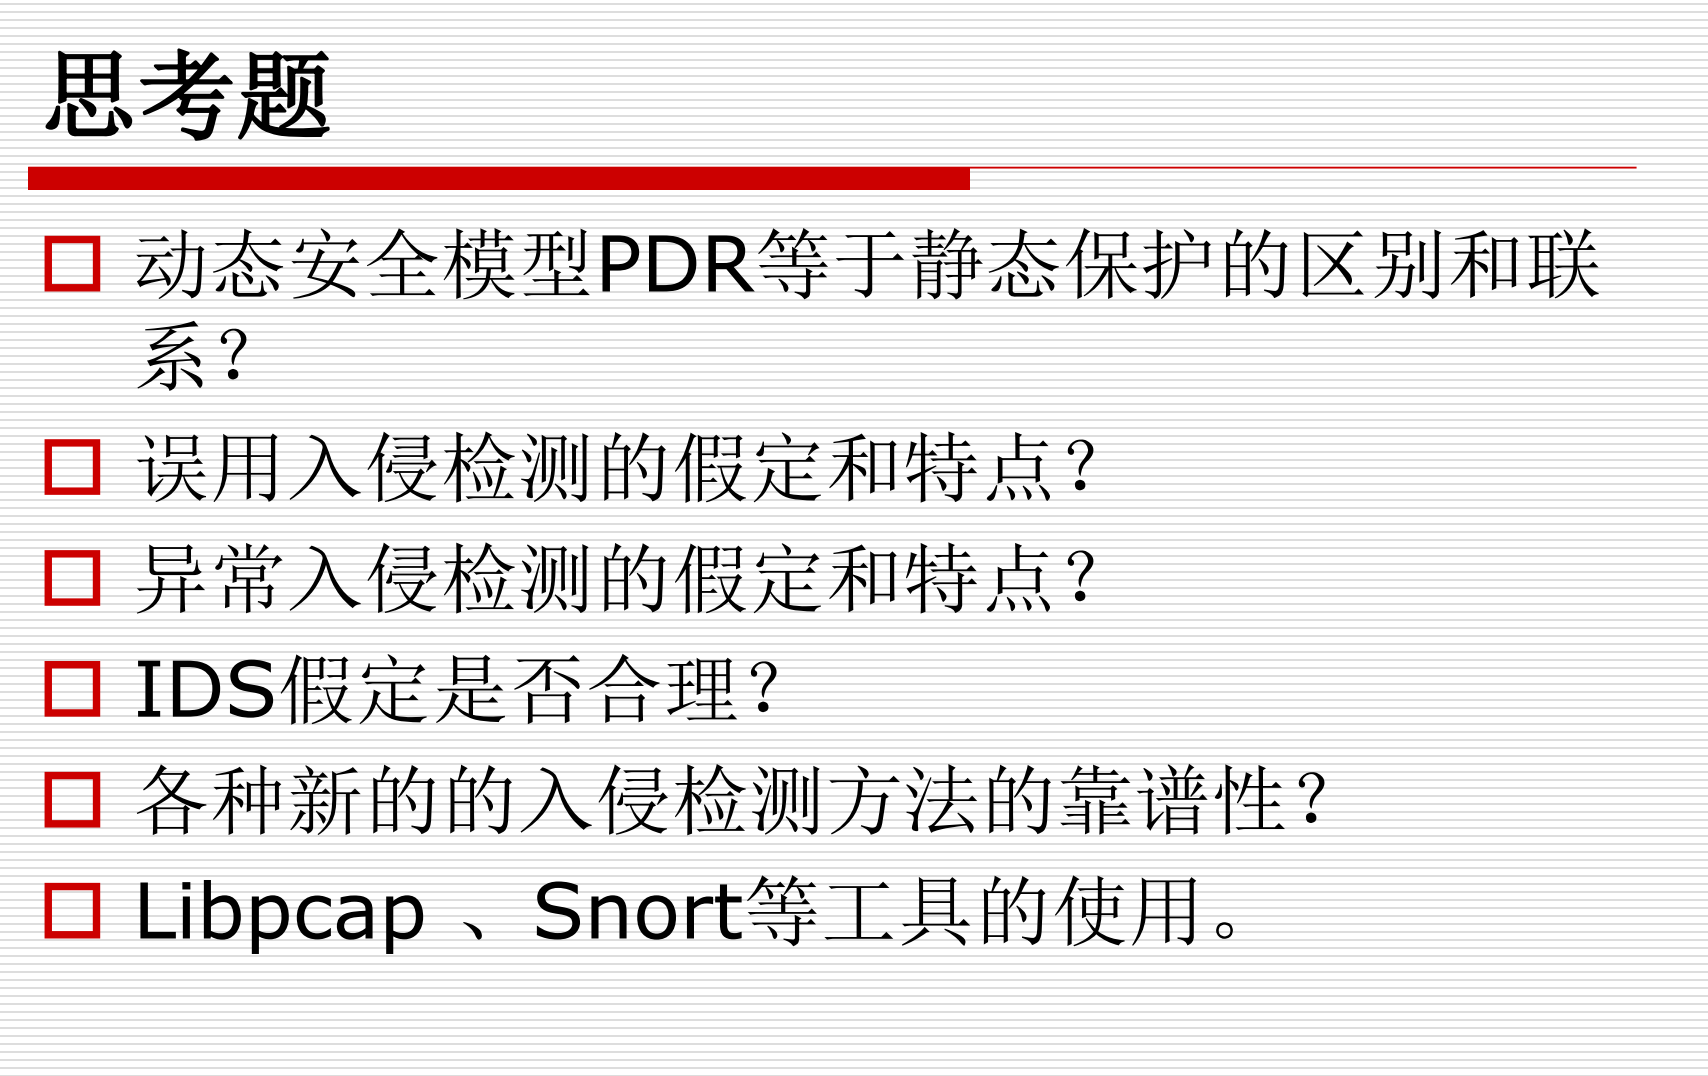 思考题
动态安全模型PDR等于静态保护的区别和联
系？
误用入侵检测的假定和特点？
异常入侵检测的假定和特点？
IDS假定是否合理？
各种新的的入侵检测方法的靠谱性？
Libpcap 、Snort等工具的使用。